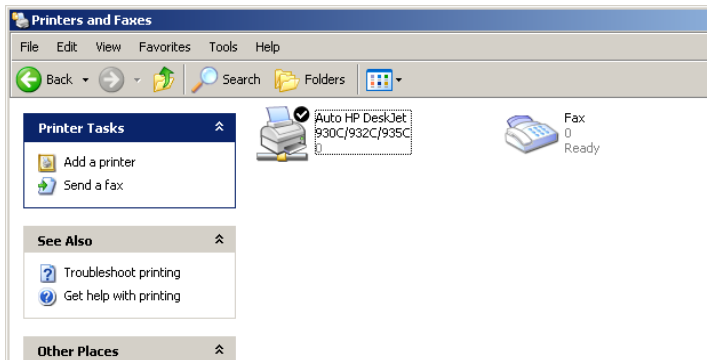 Printers and Faxes
File Edit View Favorites Tools Help
Back Search Folders
Printer Tasks
Add a printer
Send a fax
See Also
Troubleshoot printing
Get help with printing
Other Places
Auto HP DeskJet
930C/932C/935C
0
Fax
0
Ready